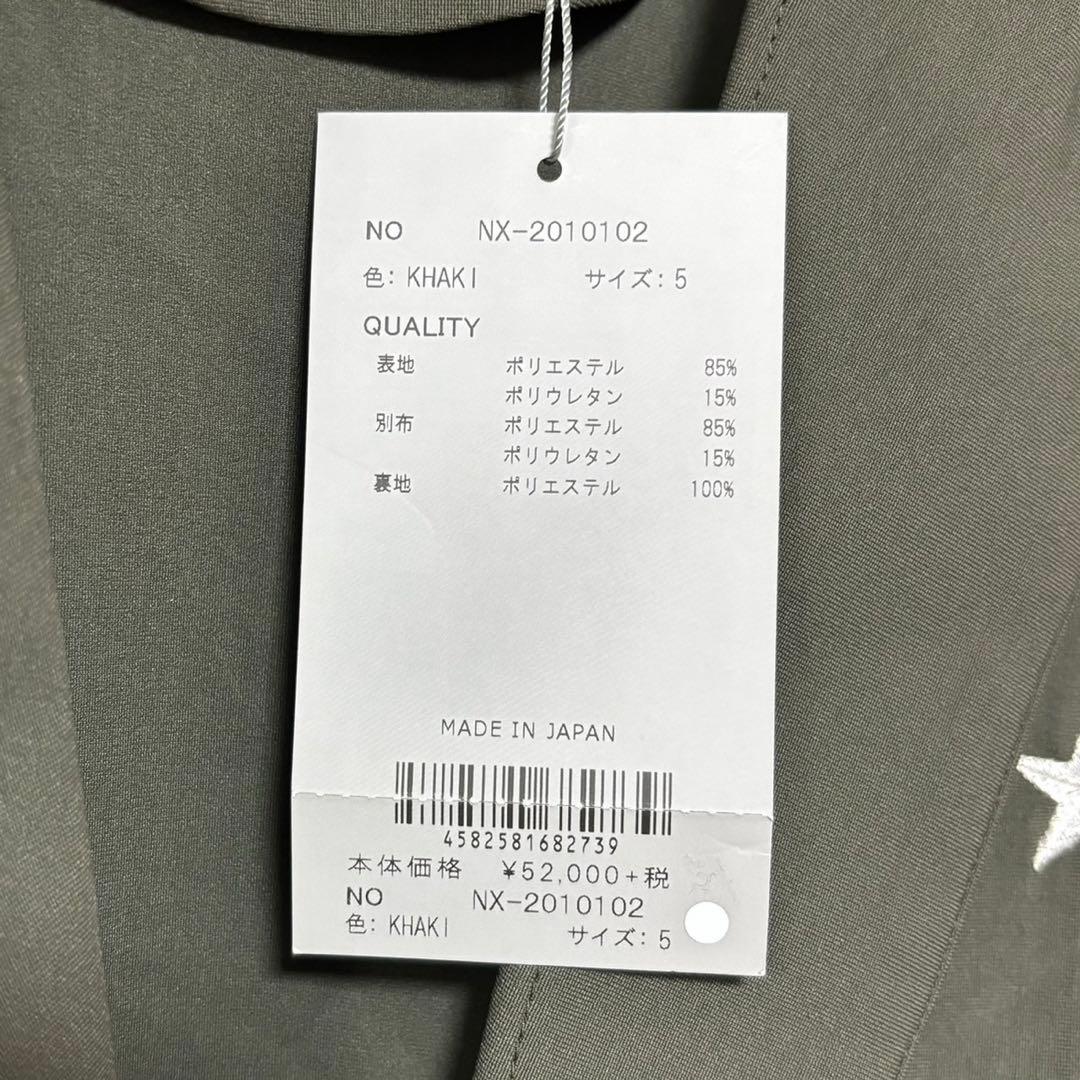 NO NX-2010102
色: KHAKI サイズ: 5
QUALITY
表地 ポリエステル 85%
ポリウレタン 15%
別布 ポリエステル 85%
ポリウレタン 15%
裏地 ポリエステル 100%
MADE IN JAPAN
4582581682739
本体価格 ¥52,000+税
NO NX-2010102
色: KHAKI サイズ: 5